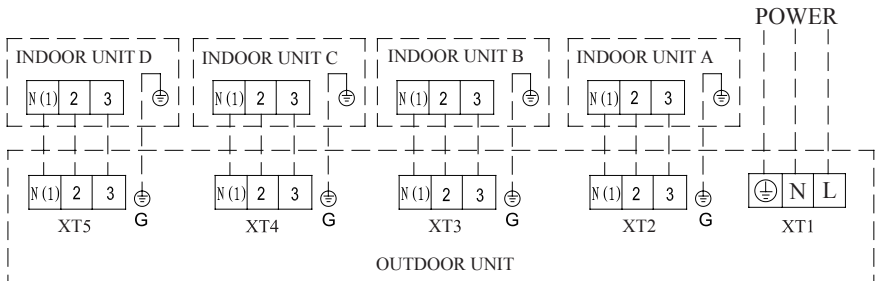 POWER
INDOOR UNIT D INDOOR UNIT C INDOOR UNIT B INDOOR UNIT A
N (1) 2 3 N (1) 2 3 N (1) 2 3 N (1) 2 3
N (1) 2 3 N (1) 2 3 N (1) 2 3 N (1) 2 3 N L
G G G G
XT5 XT4 XT3 XT2 XT1
OUTDOOR UNIT